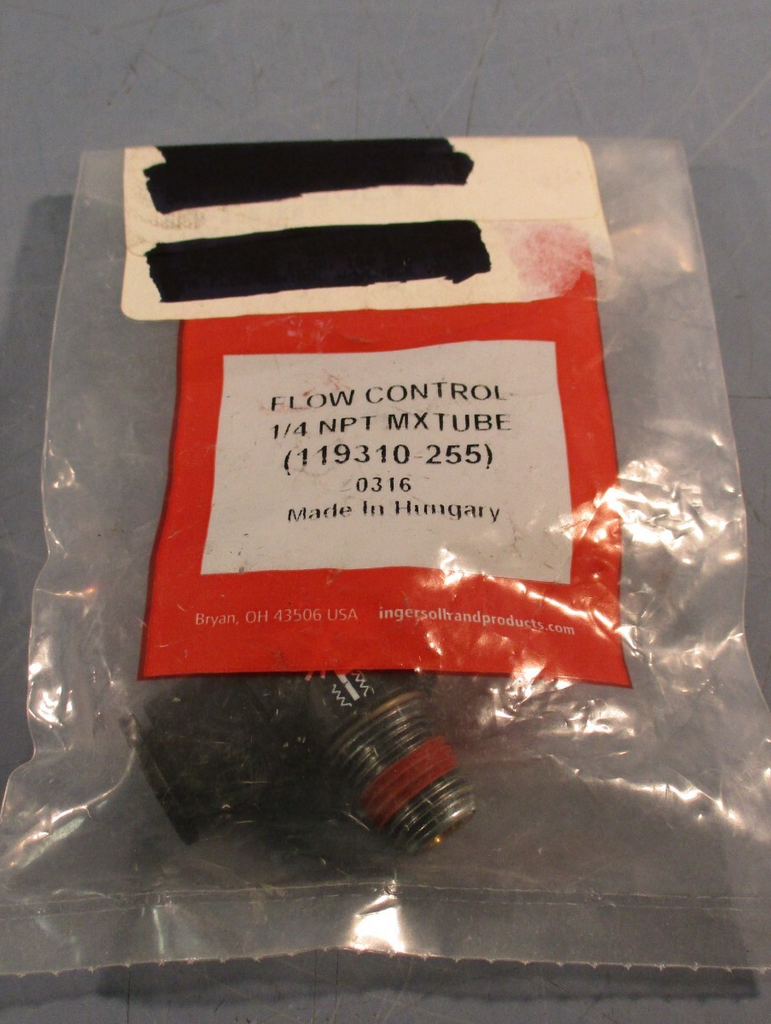 FLOW CONTROL
1/4 NPT MXTUBE
(119310-255)
0316
Made In Hungary
Bryan, OH 43506 USA ingersollrandproducts.com